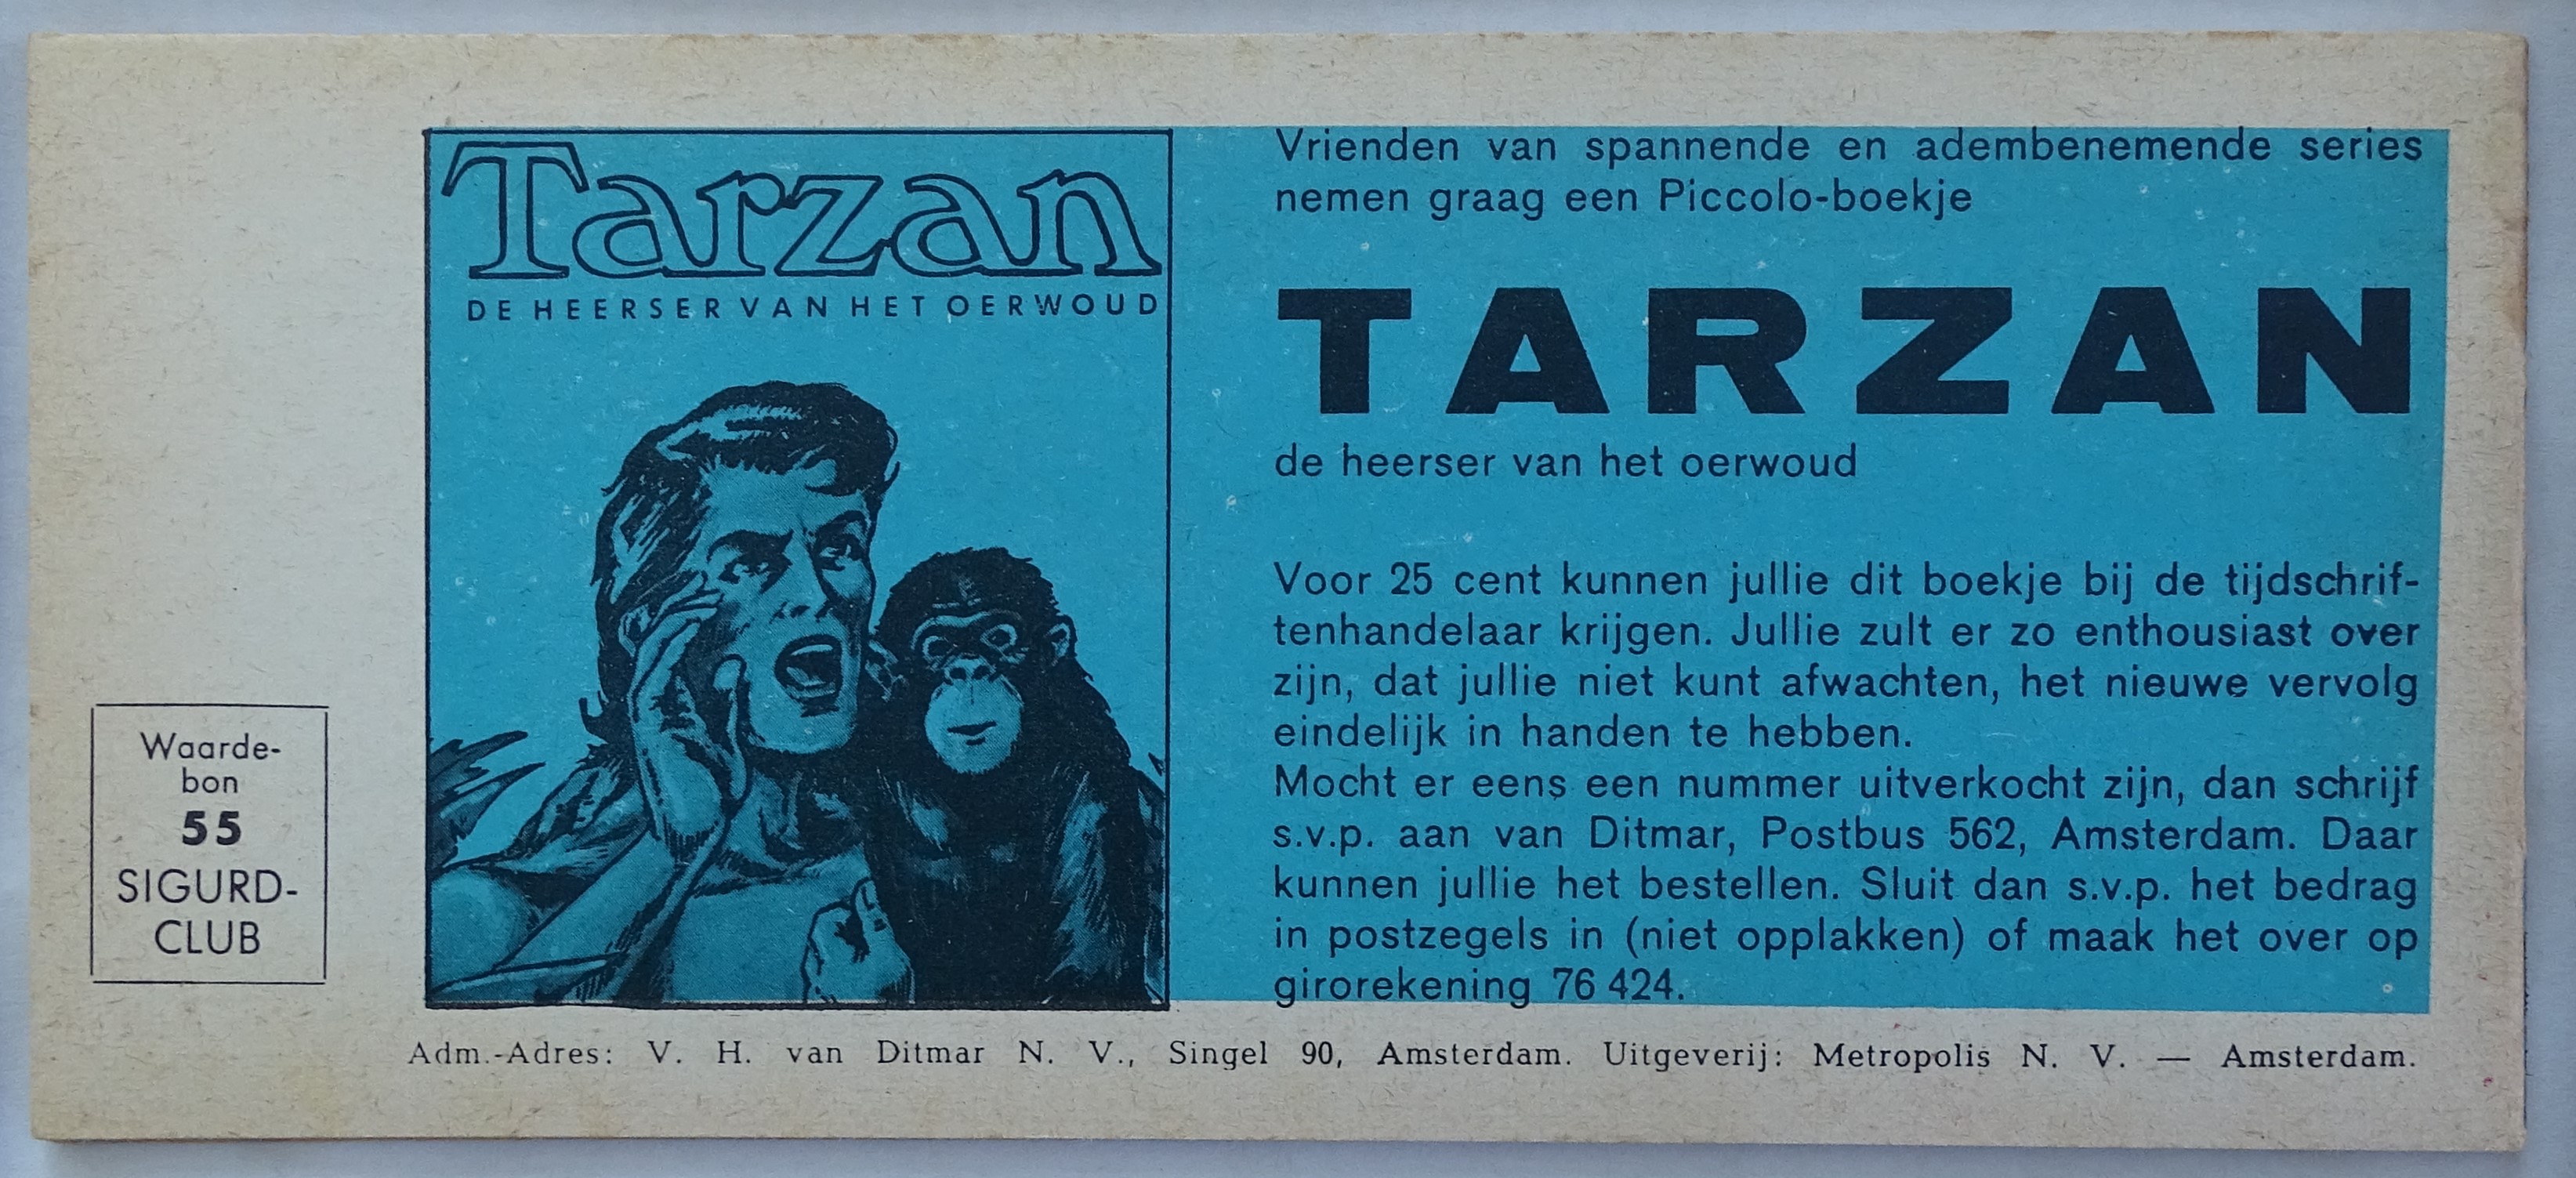 Waarde-
bon
55
SIGURD-
CLUB
Tarzan
DE HEERSER VAN HET OERWOUD
Vrienden van spannende en adembenemende series
nemen graag een Piccolo-boekje
TARZAN
de heerser van het oerwoud
Voor 25 cent kunnen jullie dit boekje bij de tijdschrif-
tenhandelaar krijgen. Jullie zult er zo enthousiast over
zijn, dat jullie niet kunt afwachten, het nieuwe vervolg
eindelijk in handen te hebben.
Mocht er eens een nummer uitverkocht zijn, dan schrijf
s.v.p. aan van Ditmar, Postbus 562, Amsterdam. Daar
kunnen jullie het bestellen. Sluit dan s.v.p. het bedrag
in postzegels in (niet opplakken) of maak het over op
girorekening 76 424.
Adm.-Adres: V. H. van Ditmar N. V., Singel 90, Amsterdam. Uitgeverij: Metropolis N. V. — Amsterdam.